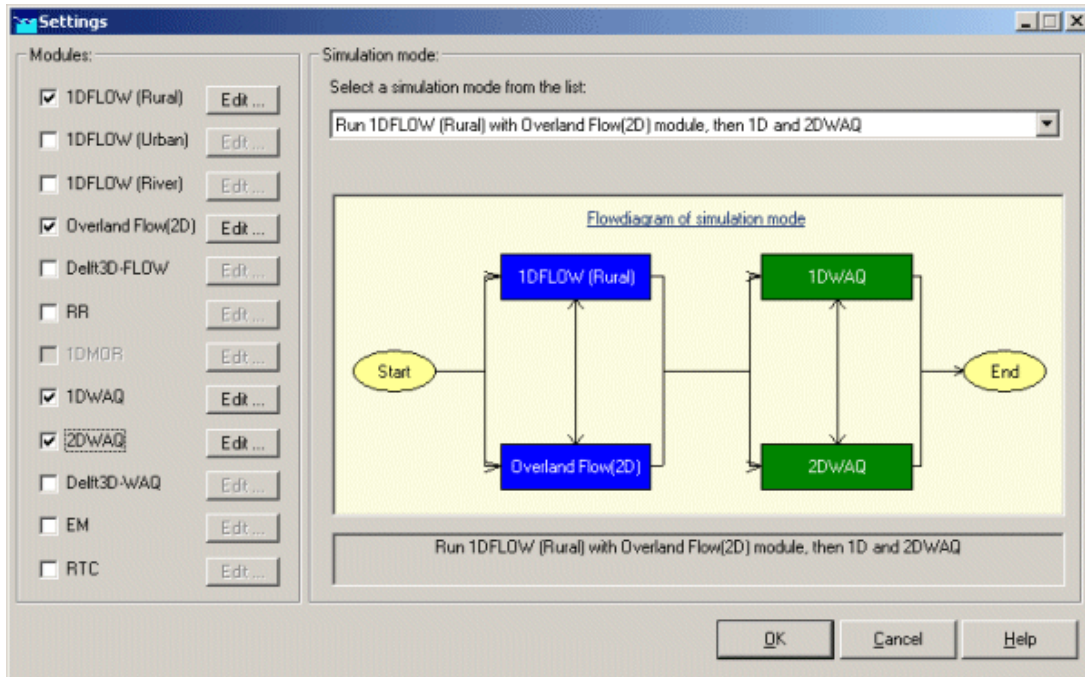 Settings
Modules:
1DFLOW (Rural) Edit ...
1DFLOW (Urban) Edit ...
1DFLOW (River) Edit ...
Overland Flow(2D) Edit ...
Delft3D-FLOW Edit ...
RR Edit ...
1DMOR Edit ...
1DWAQ Edit ...
2DWAQ Edit ...
Delft3D-WAQ Edit ...
EM Edit ...
RTC Edit ...
Simulation mode:
Select a simulation mode from the list:
Run 1DFLOW (Rural) with Overland Flow(2D) module, then 1D and 2DWAQ
Flowdiagram of simulation mode
1DFLOW (Rural) 1DWAQ
Start End
Overland Flow(2D) 2DWAQ
Run 1DFLOW (Rural) with Overland Flow(2D) module, then 1D and 2DWAQ
OK Cancel Help